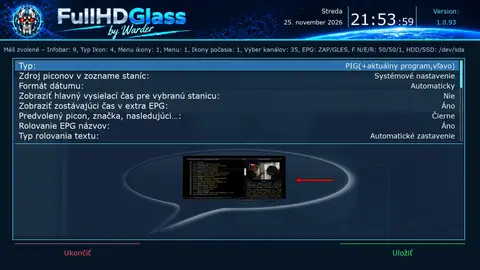 FullHDGlass
by Warder
Streda
25. november 2026
21:53:59
Version:
1.0.93
Máš zvolené – Infobar: 9, Typ Ikon: 4, Menu ikony: 1, Menu: 1, Ikony počasia: 1, Výber kanálov: 35, EPG: ZAP/GLES, F N/E/R: 50/50/1, HDD/SSD: /dev/sda
Typ: PIG(+aktuálny program,vľavo)
Zdroj piconov v zozname staníc: Systémové nastavenie
Formát dátumu: Automaticky
Zobraziť hlavný vysielací čas pre vybranú stanicu: Nie
Zobraziť zostávajúci čas v extra EPG: Áno
Predvolený picon, značka, nasledujúci...: Čierne
Rolovanie EPG názvov: Áno
Typ rolovania textu: Automatické zastavenie
Ukončiť
Uložiť